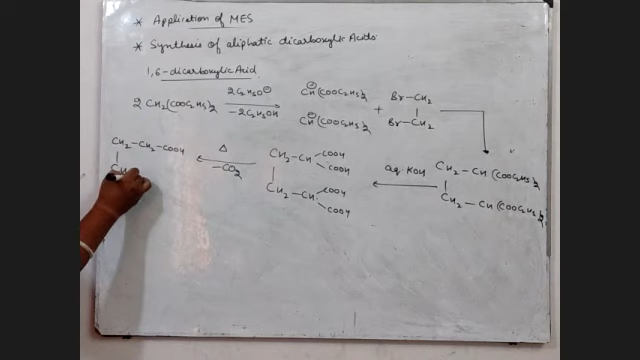 * Application of MES
* Synthesis of aliphatic dicarboxylic Acids
1,6-dicarboxylic Acid
2 CH2(COOC2H5)2 2C2H5O⊖ -2C2H5OH C⊖H(COOC2H5)2 + Br-CH2
C⊖H(COOC2H5)2 Br-CH2
CH2-CH2-COOH Δ -CO2 CH2-CH COOH COOH aq. KOH CH2-CH(COOC2H5)2
CH CH2-CH COOH COOH CH2-CH(COOC2H5)2